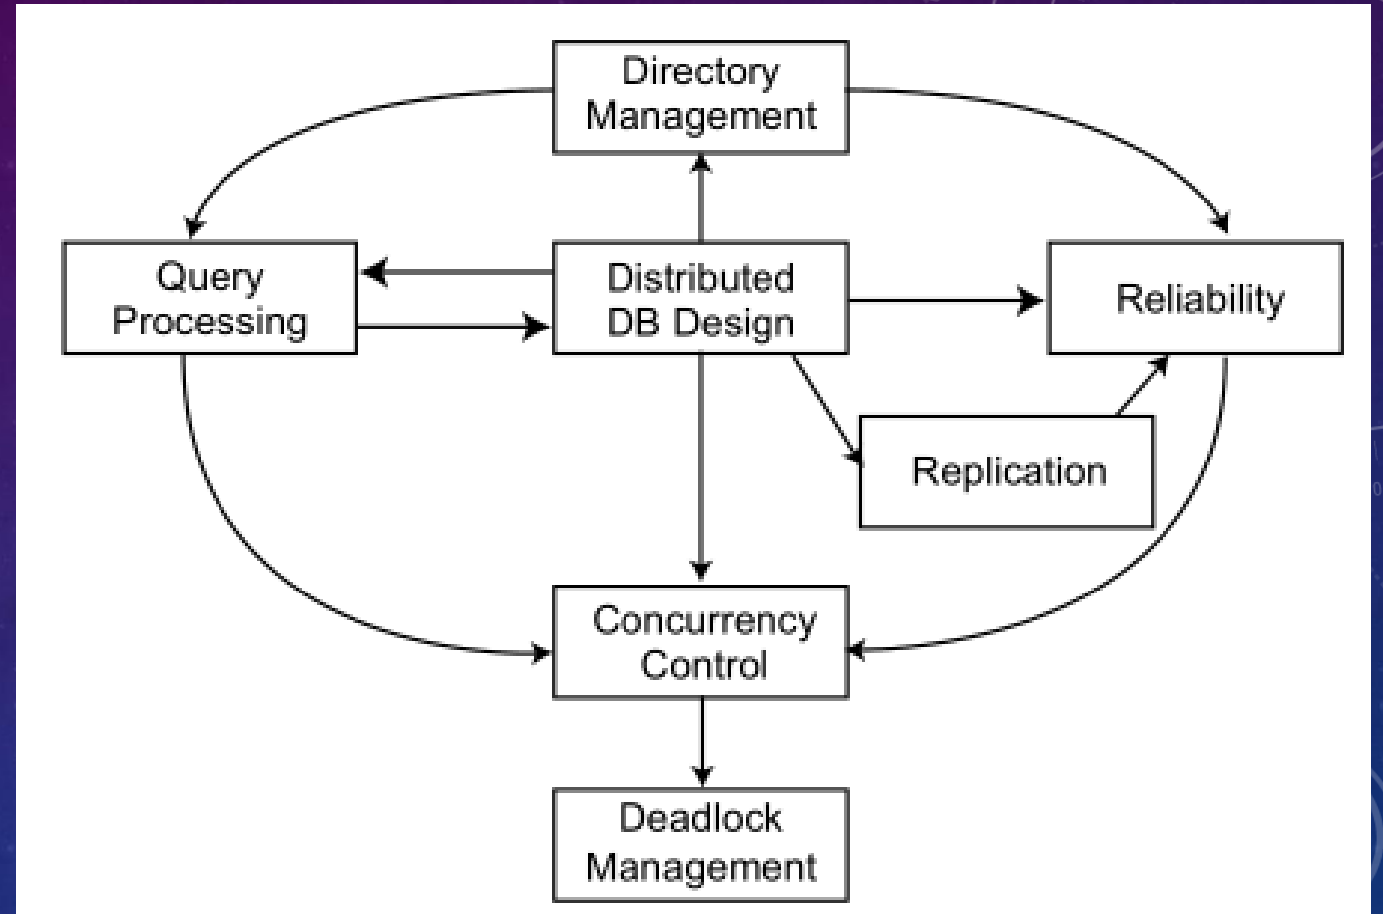 Directory
Management
Query
Processing
Distributed
DB Design
Reliability
Replication
Concurrency
Control
Deadlock
Management